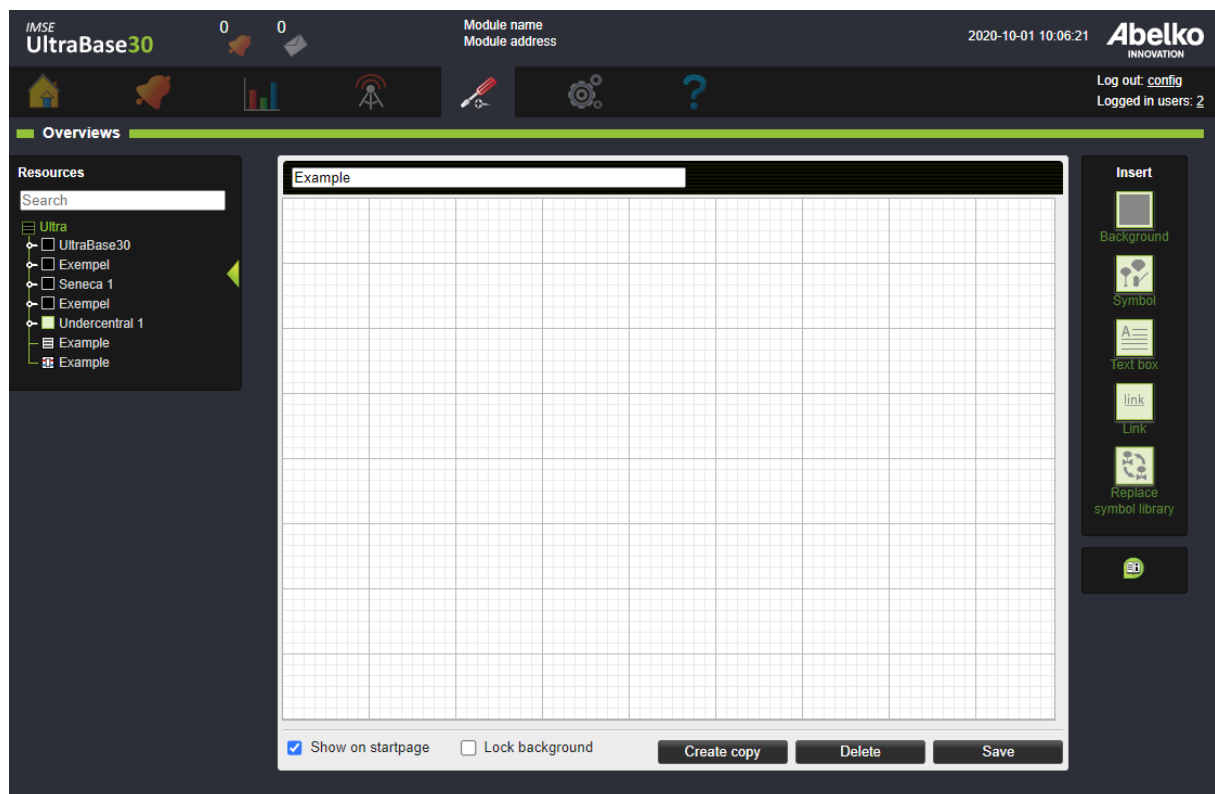 IMSE
UltraBase30
0
0
Module name
Module address
2020-10-01 10:06:21
Abelko
INNOVATION
?
Log out: config
Logged in users: 2
Overviews
Resources
Search
Ultra
UltraBase30
Exempel
Seneca 1
Exempel
Undercentral 1
Example
Example
Example
Insert
Background
Symbol
A
Text box
link
Link
Replace
symbol library
Show on startpage
Lock background
Create copy
Delete
Save